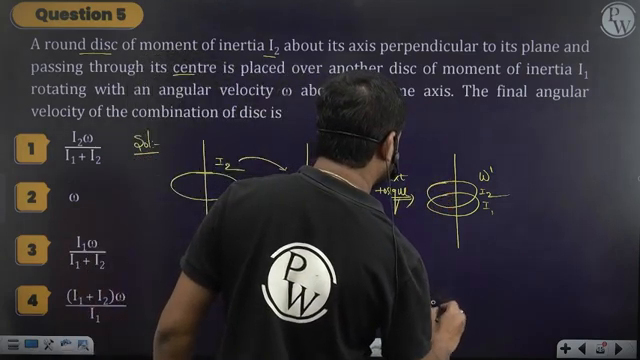 Question 5
A round disc of moment of inertia I₂ about its axis perpendicular to its plane and
passing through its centre is placed over another disc of moment of inertia I₁
rotating with an angular velocity ω
axis. The final angular
velocity of the combination of disc is
1 I₂ω / I₁ + I₂
2 ω
3 I₁ω / I₁ + I₂
4 (I₁ + I₂)ω / I₁
Sol:-
I₂
torque
ω'
I₂
I₁
PW
PW